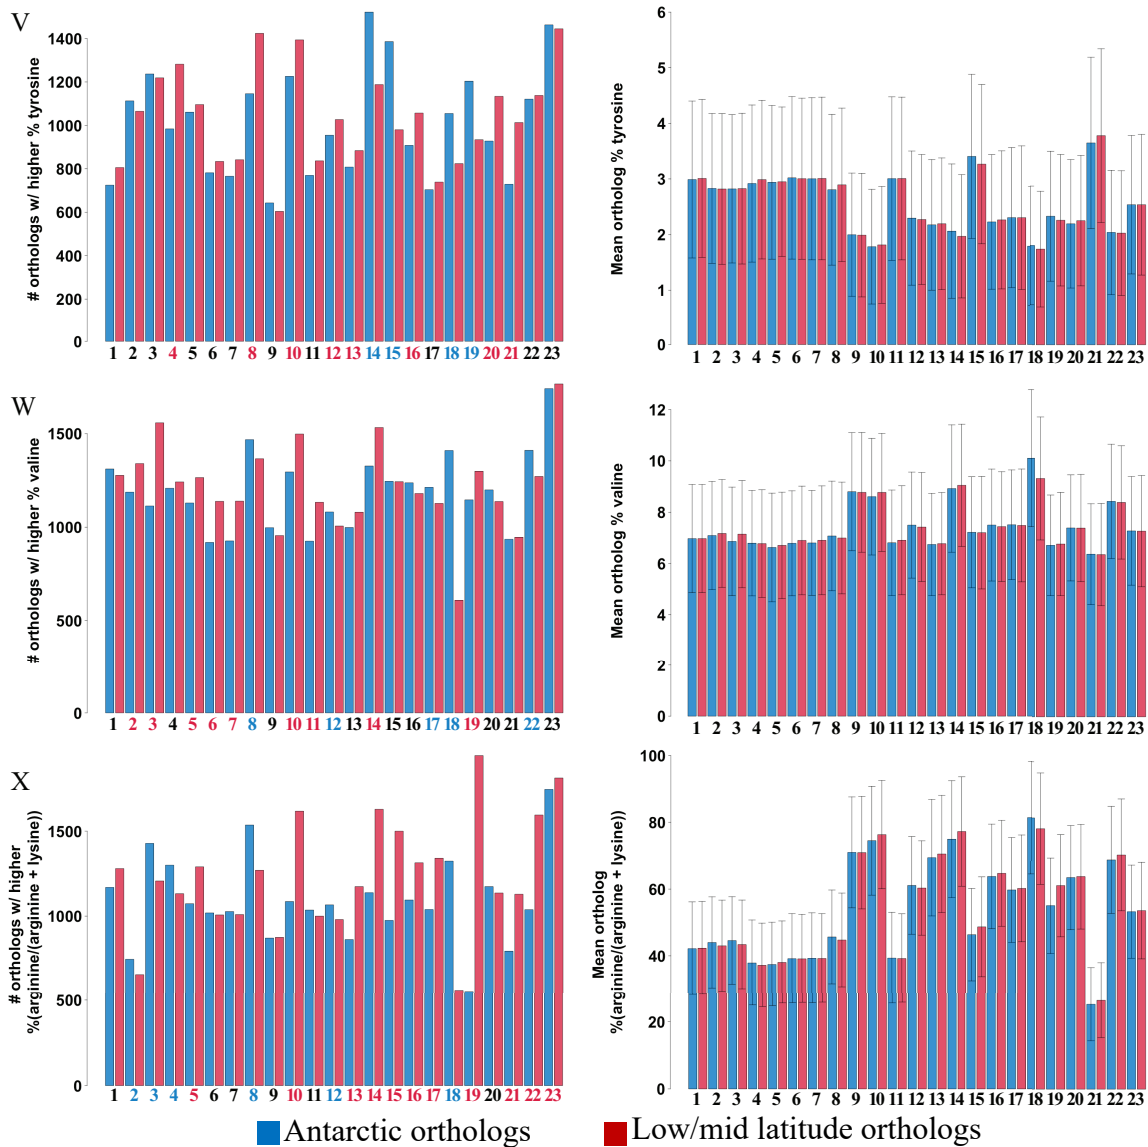 V
# orthologs w/ higher % tyrosine
1400
1200
1000
800
600
400
200
0
1 2 3 4 5 6 7 8 9 10 11 12 13 14 15 16 17 18 19 20 21 22 23
Mean ortholog % tyrosine
6
5
4
3
2
1
0
1 2 3 4 5 6 7 8 9 10 11 12 13 14 15 16 17 18 19 20 21 22 23
W
# orthologs w/ higher % valine
1500
1000
500
0
1 2 3 4 5 6 7 8 9 10 11 12 13 14 15 16 17 18 19 20 21 22 23
Mean ortholog % valine
12
10
8
6
4
2
0
1 2 3 4 5 6 7 8 9 10 11 12 13 14 15 16 17 18 19 20 21 22 23
X
# orthologs w/ higher
%(arginine/(arginine + lysine))
1500
1000
500
0
1 2 3 4 5 6 7 8 9 10 11 12 13 14 15 16 17 18 19 20 21 22 23
Mean ortholog
%(arginine/(arginine + lysine))
100
80
60
40
20
0
1 2 3 4 5 6 7 8 9 10 11 12 13 14 15 16 17 18 19 20 21 22 23
Antarctic orthologs
Low/mid latitude orthologs